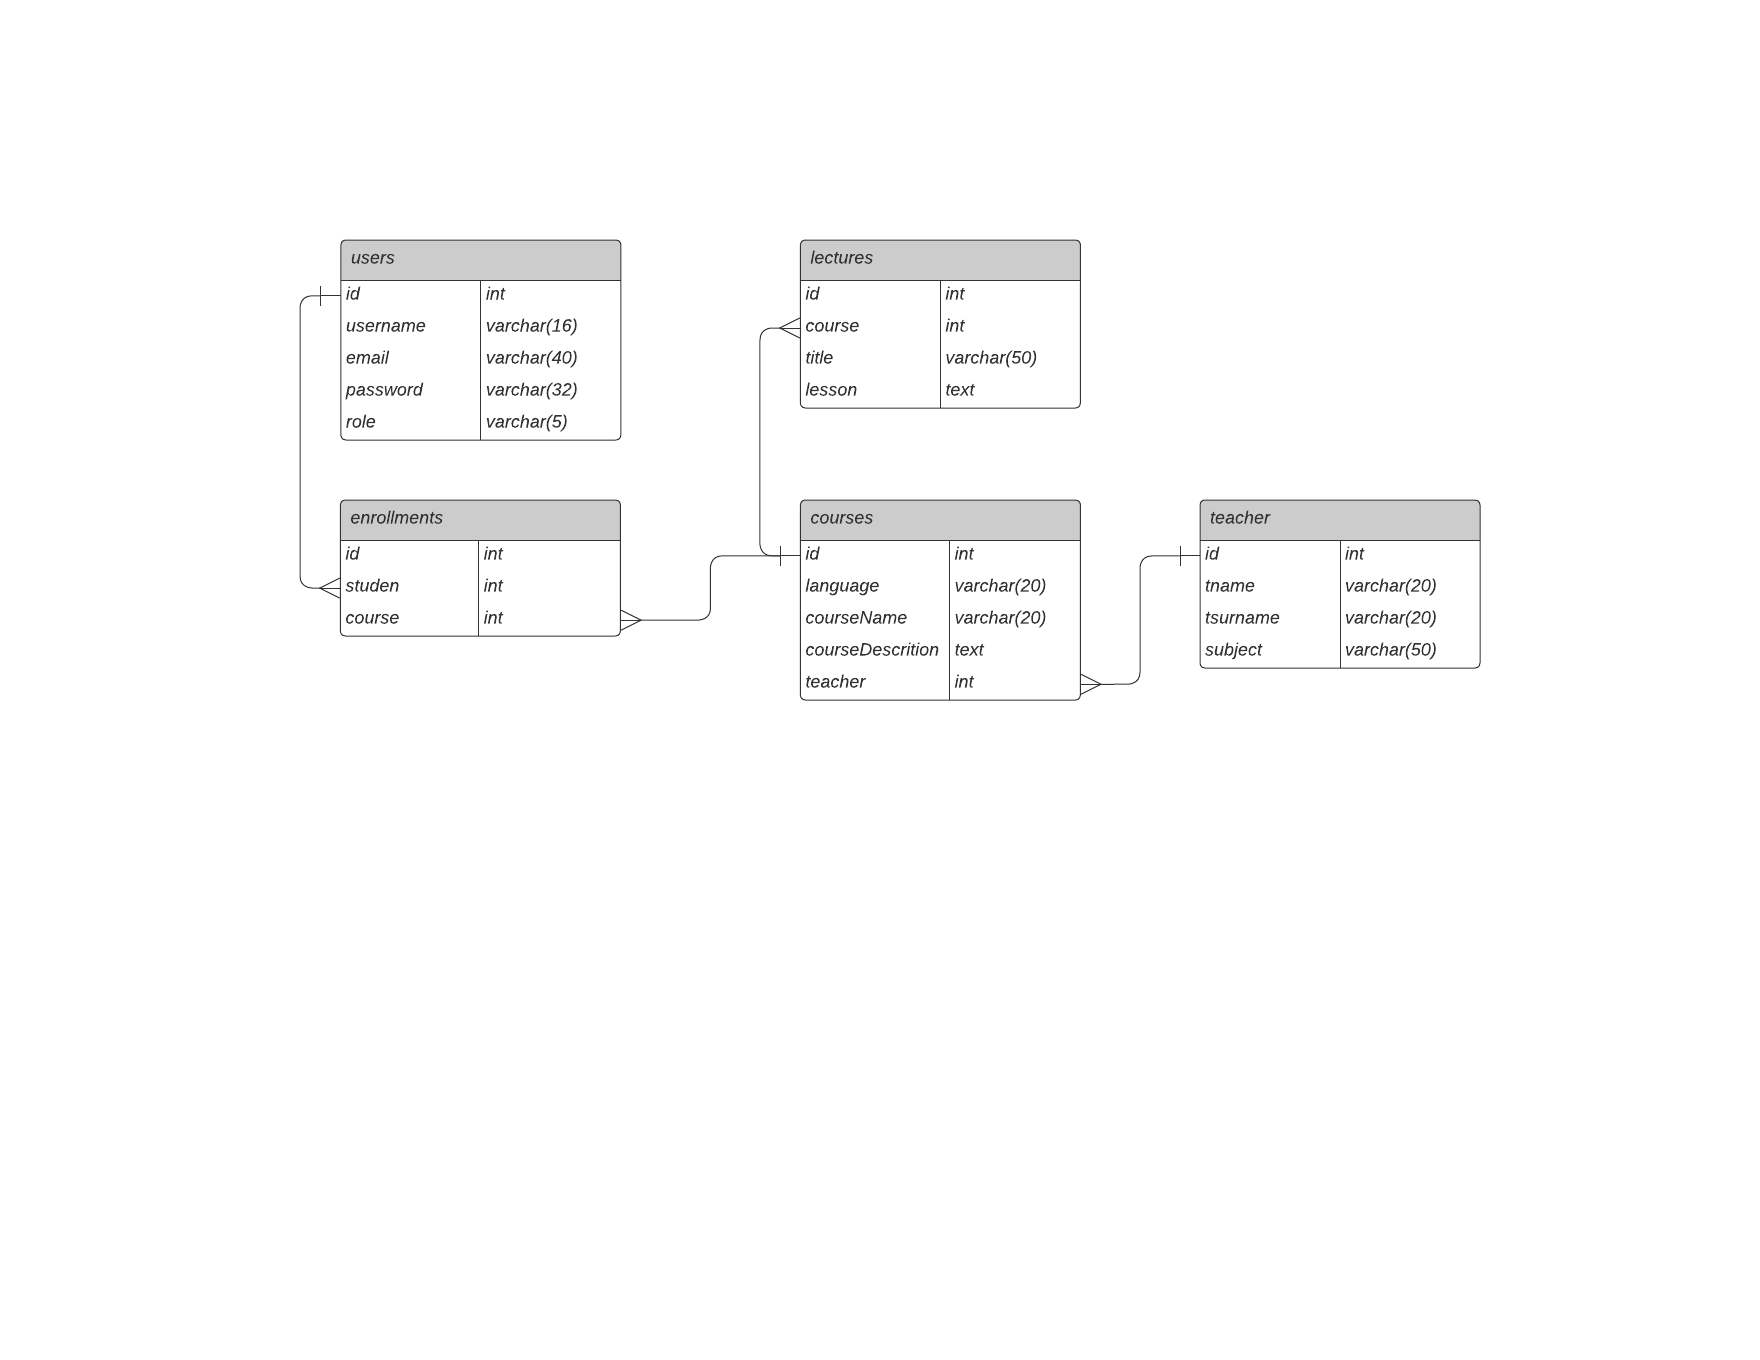 users
id int
username varchar(16)
email varchar(40)
password varchar(32)
role varchar(5)
lectures
id int
course int
title varchar(50)
lesson text
enrollments
id int
studen int
course int
courses
id int
language varchar(20)
courseName varchar(20)
courseDescrition text
teacher int
teacher
id int
tname varchar(20)
tsurname varchar(20)
subject varchar(50)